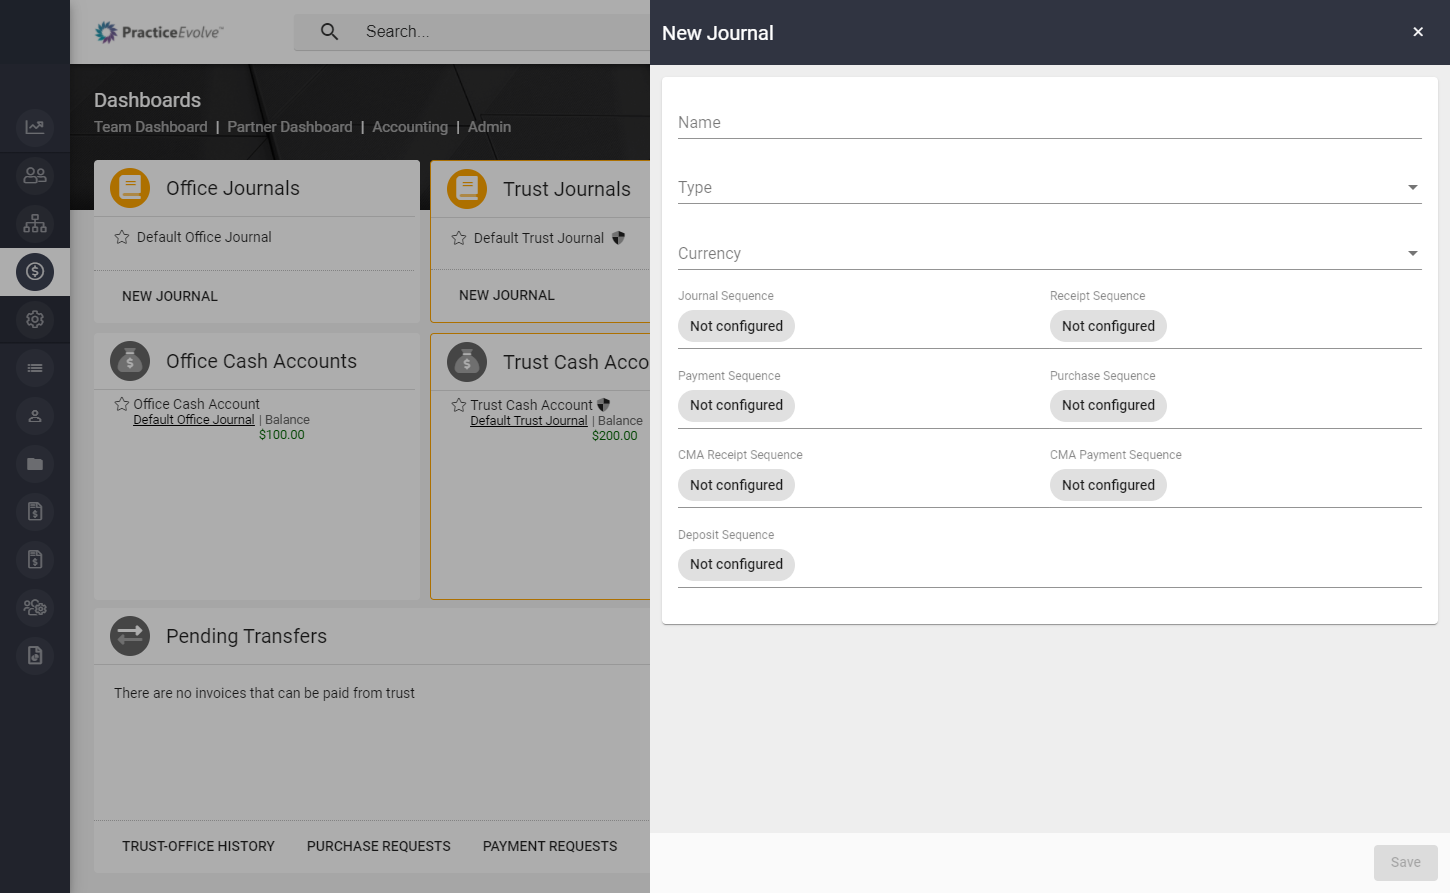 PracticeEvolve™
Search...
Dashboards
Team Dashboard | Partner Dashboard | Accounting | Admin
Office Journals
Default Office Journal
NEW JOURNAL
Trust Journals
Default Trust Journal
NEW JOURNAL
Office Cash Accounts
Office Cash Account
Default Office Journal | Balance
$100.00
Trust Cash Acco
Trust Cash Account
Default Trust Journal | Balance
$200.00
Pending Transfers
There are no invoices that can be paid from trust
TRUST-OFFICE HISTORY PURCHASE REQUESTS PAYMENT REQUESTS
New Journal ×
Name
Type
Currency
Journal Sequence Receipt Sequence
Not configured Not configured
Payment Sequence Purchase Sequence
Not configured Not configured
CMA Receipt Sequence CMA Payment Sequence
Not configured Not configured
Deposit Sequence
Not configured
Save